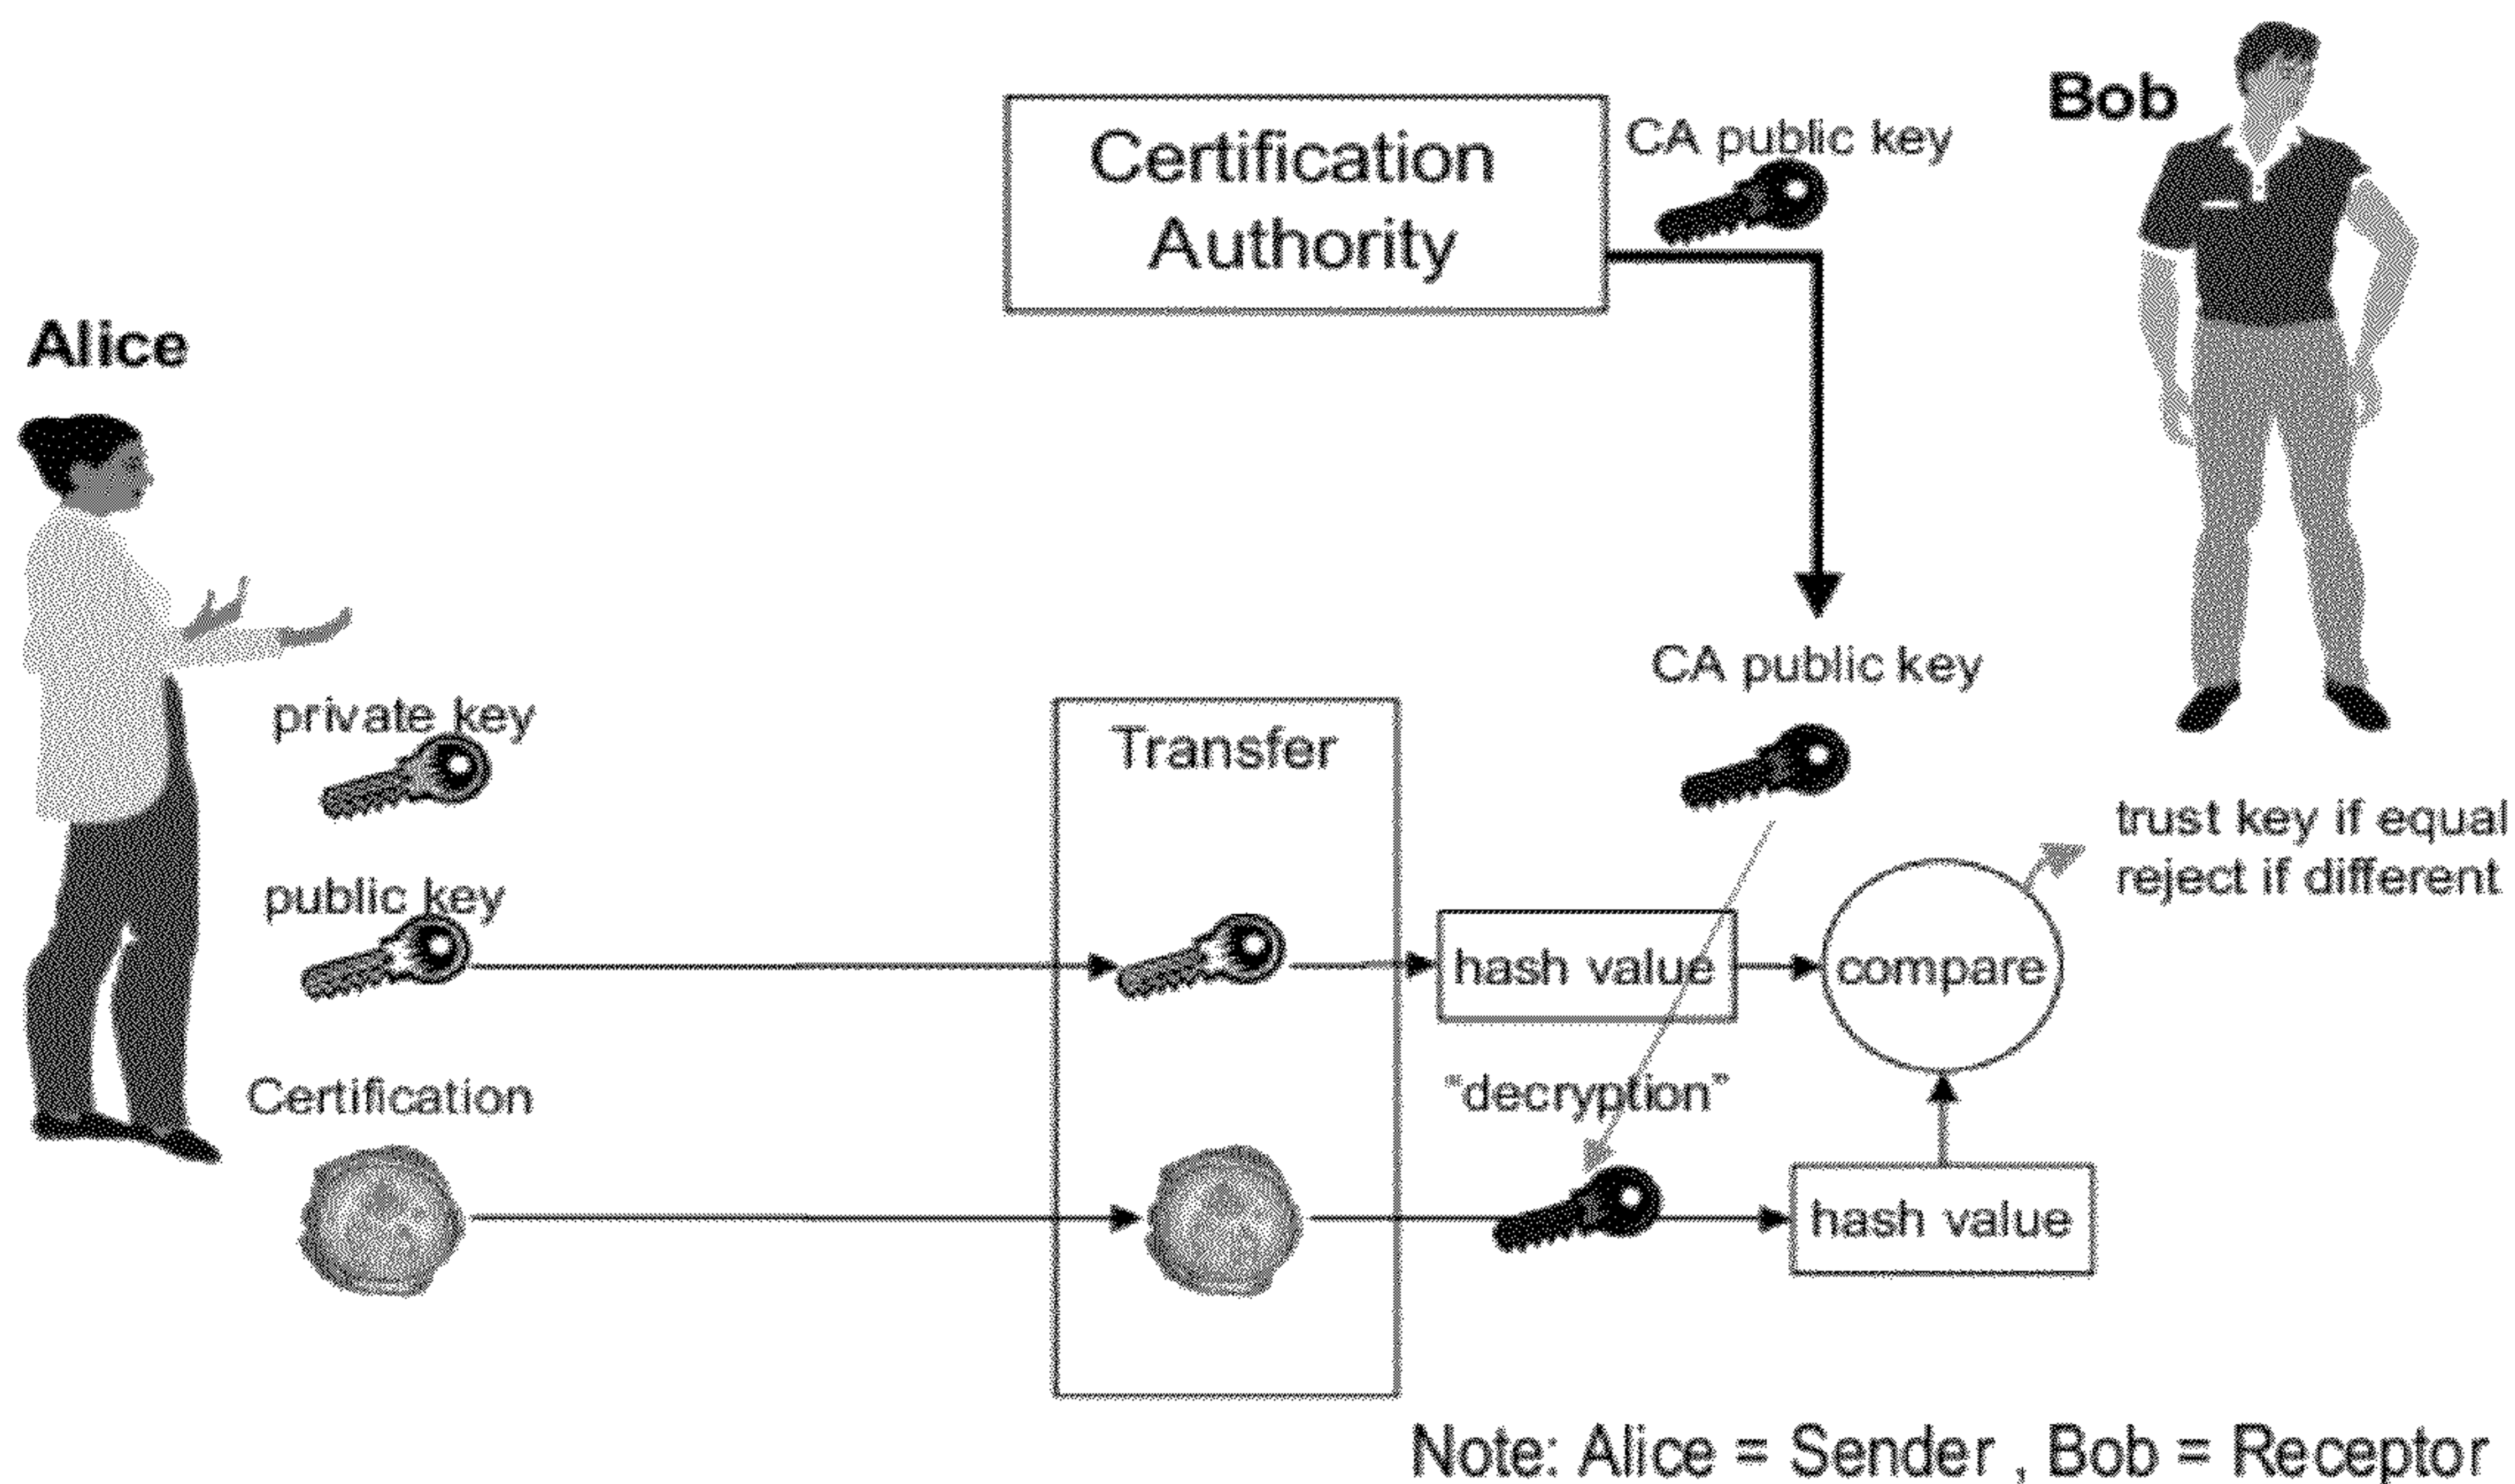 Bob
Certification
Authority
CA public key
Alice
CA public key
private key
Transfer
trust key if equal
reject if different
public key
hash value
compare
Certification
"decryption"
hash value
Note: Alice = Sender , Bob = Receptor